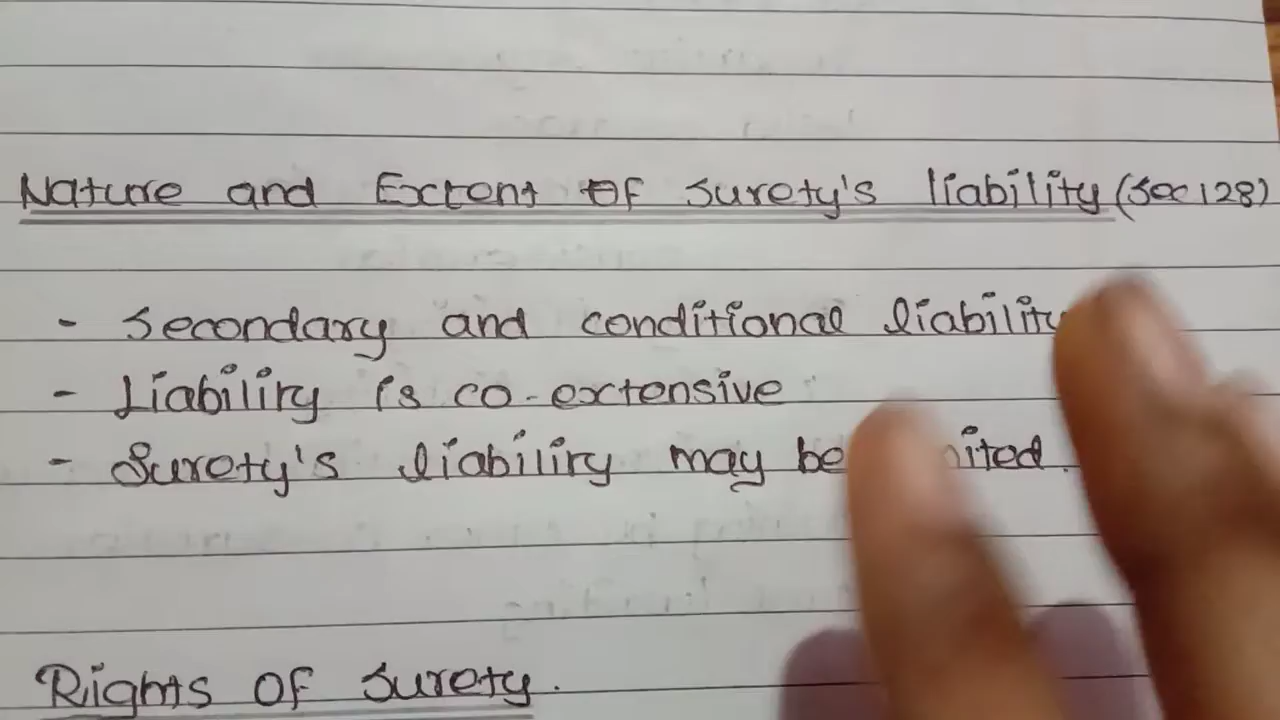 Nature and Extent OF Surety's liability (Sec 128)
- Secondary and conditional liability
- Liability is co-extensive
- Surety's liability may be
Rights OF Surety.